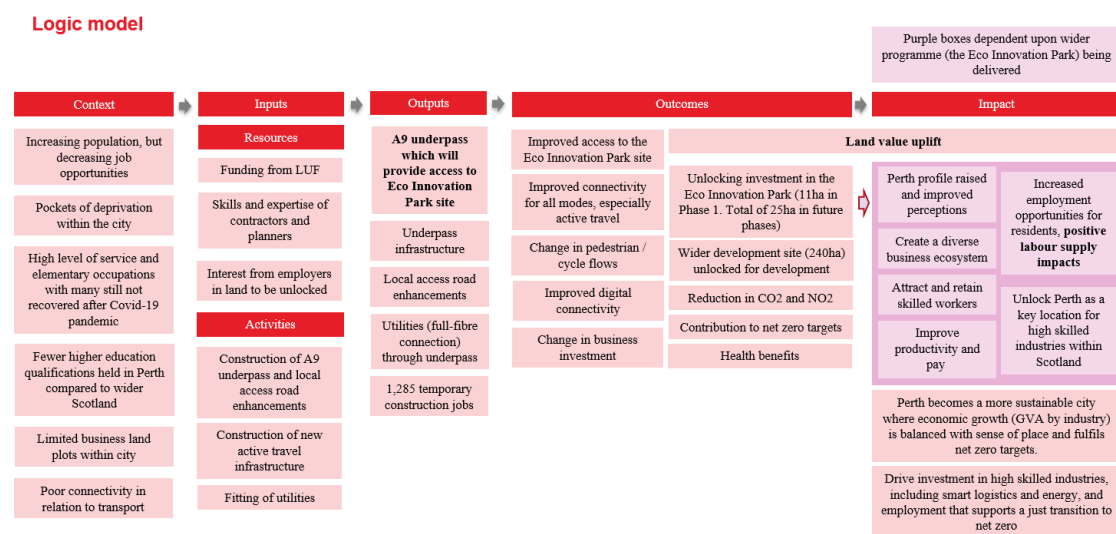 Logic model
Purple boxes dependent upon wider
programme (the Eco Innovation Park) being
delivered
Context
Increasing population, but
decreasing job
opportunities
Pockets of deprivation
within the city
High level of service and
elementary occupations
with many still not
recovered after Covid-19
pandemic
Fewer higher education
qualifications held in Perth
compared to wider
Scotland
Limited business land
plots within city
Poor connectivity in
relation to transport
Inputs
Resources
Funding from LUF
Skills and expertise of
contractors and
planners
Interest from employers
in land to be unlocked
Activities
Construction of A9
underpass and local
access road
enhancements
Construction of new
active travel
infrastructure
Fitting of utilities
Outputs
A9 underpass
which will
provide access to
Eco Innovation
Park site
Underpass
infrastructure
Local access road
enhancements
Utilities (full-fibre
connection)
through underpass
1,285 temporary
construction jobs
Outcomes
Improved access to the
Eco Innovation Park site
Improved connectivity
for all modes, especially
active travel
Change in pedestrian /
cycle flows
Improved digital
connectivity
Change in business
investment
Land value uplift
Unlocking investment in the
Eco Innovation Park (11ha in
Phase 1. Total of 25ha in future
phases)
Wider development site (240ha)
unlocked for development
Reduction in CO2 and NO2
Contribution to net zero targets
Health benefits
Impact
Perth profile raised
and improved
perceptions
Create a diverse
business ecosystem
Attract and retain
skilled workers
Improve
productivity and
pay
Increased
employment
opportunities for
residents, positive
labour supply
impacts
Unlock Perth as a
key location for
high skilled
industries within
Scotland
Perth becomes a more sustainable city
where economic growth (GVA by industry)
is balanced with sense of place and fulfils
net zero targets.
Drive investment in high skilled industries,
including smart logistics and energy, and
employment that supports a just transition to
net zero